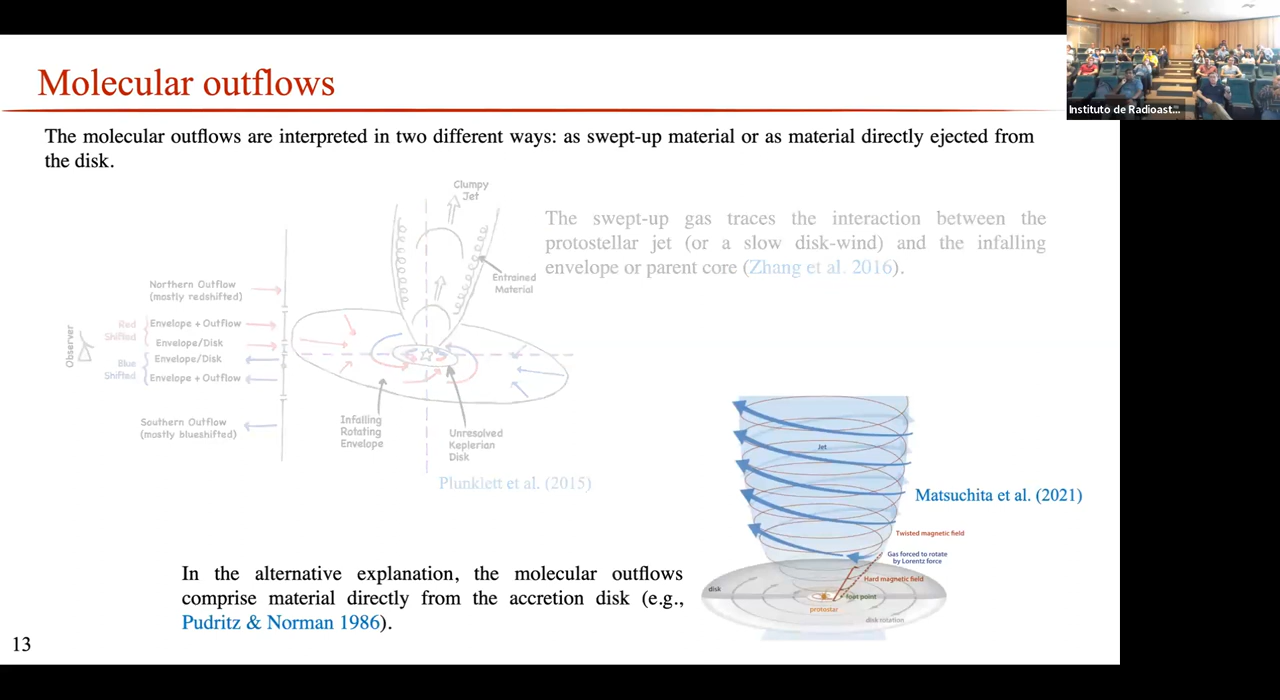 Molecular outflows
Instituto de Radioast...
The molecular outflows are interpreted in two different ways: as swept-up material or as material directly ejected from
the disk.
Clumpy
Jet
The swept-up gas traces the interaction between the
protostellar jet (or a slow disk-wind) and the infalling
envelope or parent core (Zhang et al. 2016).
Entrained
Material
Northern Outflow
(mostly redshifted)
Observer
Red
Shifted
Envelope + Outflow
Envelope/Disk
Blue
Shifted
Envelope/Disk
Envelope + Outflow
Southern Outflow
(mostly blueshifted)
Infalling
Rotating
Envelope
Unresolved
Keplerian
Disk
Plunklett et al. (2015)
Jet
Matsuchita et al. (2021)
Twisted magnetic field
Gas forced to rotate
by Lorentz force
Hard magnetic field
disk
foot point
protostar
disk rotation
In the alternative explanation, the molecular outflows
comprise material directly from the accretion disk (e.g.,
Pudritz & Norman 1986).
13